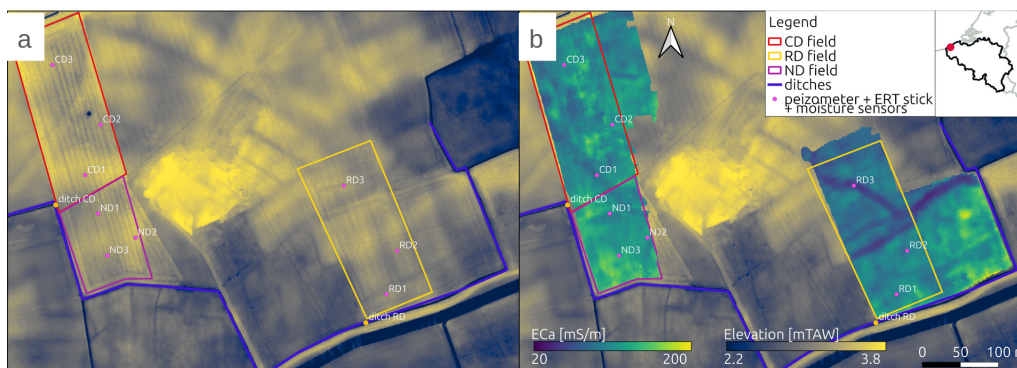 a
CD3
CD2
CD1
ditch CD
ND1
ND2
ND3
RD3
RD2
RD1
ditch RD
b
N
CD3
CD2
CD1
ditch CD
ND1
ND2
ND3
RD3
RD2
RD1
ditch RD
Legend
CD field
RD field
ND field
ditches
peizometer + ERT stick
+ moisture sensors
ECa [mS/m]
20 200
Elevation [mTAW]
2.2 3.8
0 50 100 m